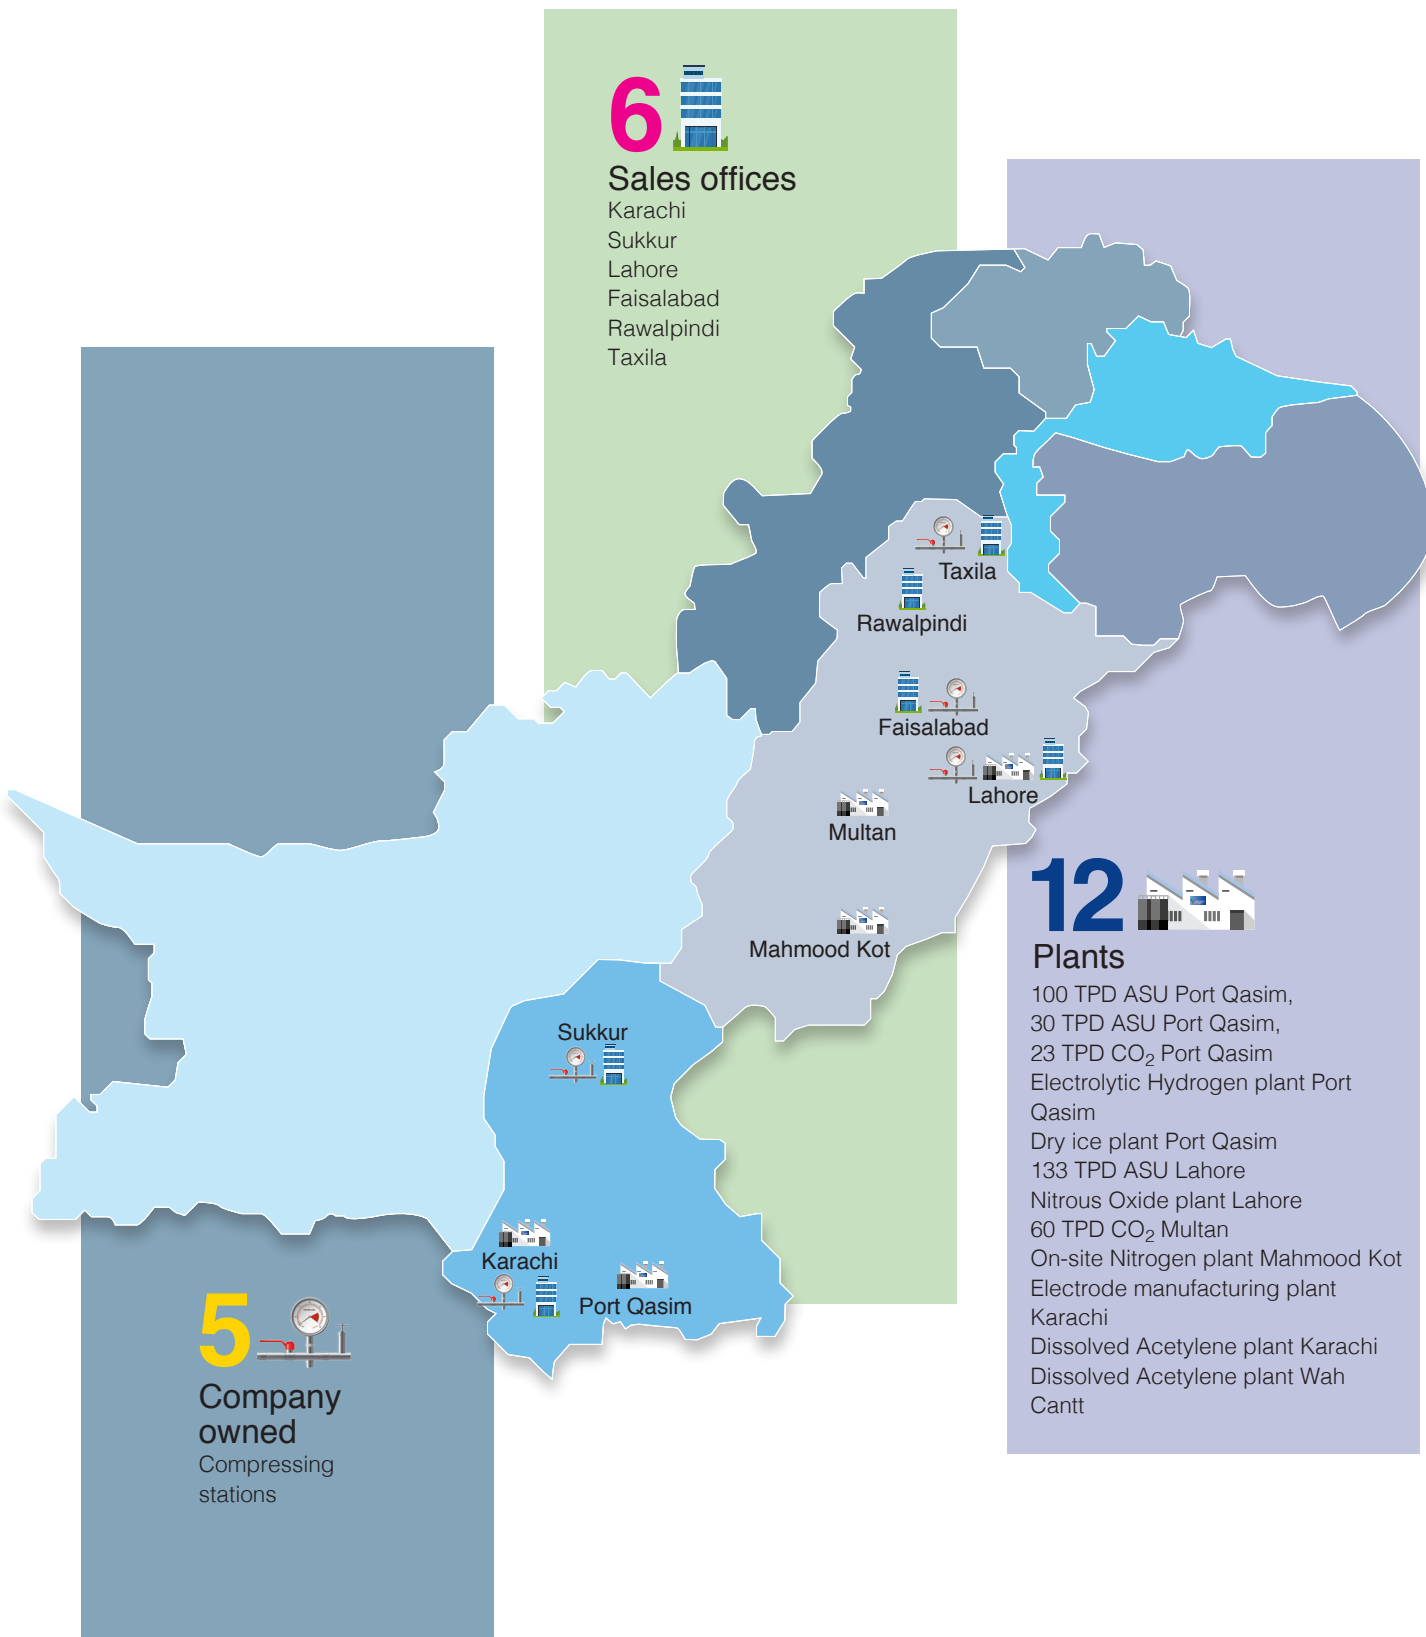 6
Sales offices
Karachi
Sukkur
Lahore
Faisalabad
Rawalpindi
Taxila
Taxila
Rawalpindi
Faisalabad
Lahore
Multan
Mahmood Kot
Sukkur
Karachi
Port Qasim
12
Plants
100 TPD ASU Port Qasim,
30 TPD ASU Port Qasim,
23 TPD CO₂ Port Qasim
Electrolytic Hydrogen plant Port
Qasim
Dry ice plant Port Qasim
133 TPD ASU Lahore
Nitrous Oxide plant Lahore
60 TPD CO₂ Multan
On-site Nitrogen plant Mahmood Kot
Electrode manufacturing plant
Karachi
Dissolved Acetylene plant Karachi
Dissolved Acetylene plant Wah
Cantt
5
Company
owned
Compressing
stations